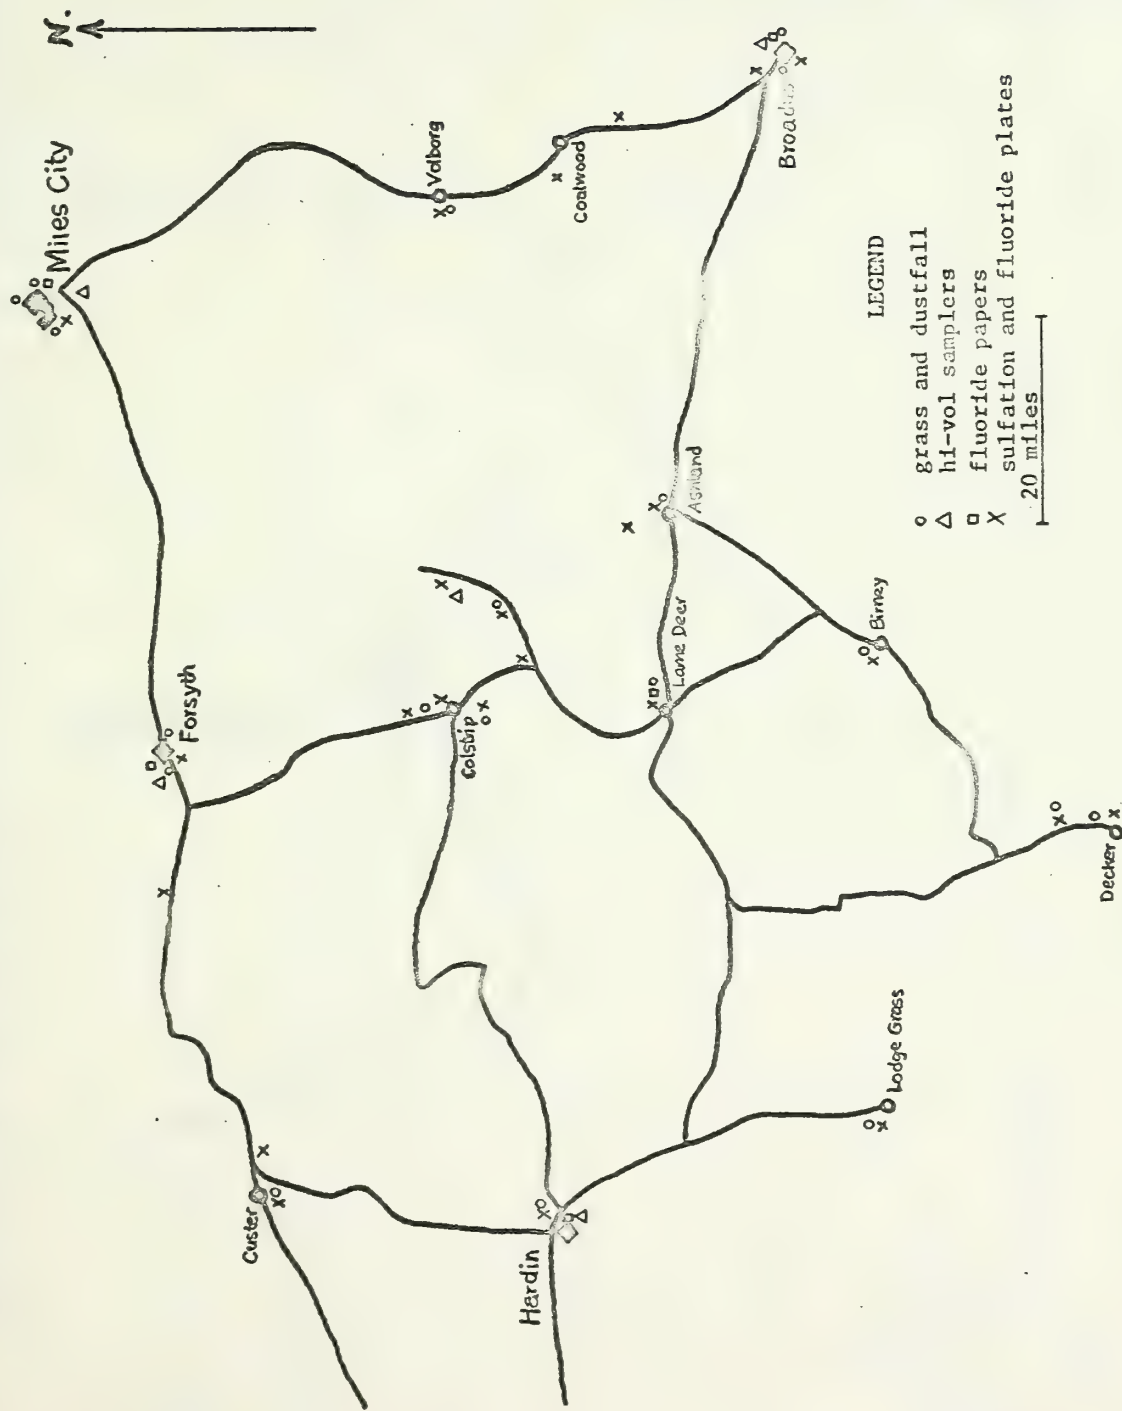 N.
Miles City
Forsyth
Custer
Hardin
Colstrip
Volborg
Coalwood
Broadus
Ashland
Lame Deer
Birney
Decker
Lodge Grass
LEGEND
o grass and dustfall
△ hi-vol samplers
□ fluoride papers
X sulfation and fluoride plates
20 miles